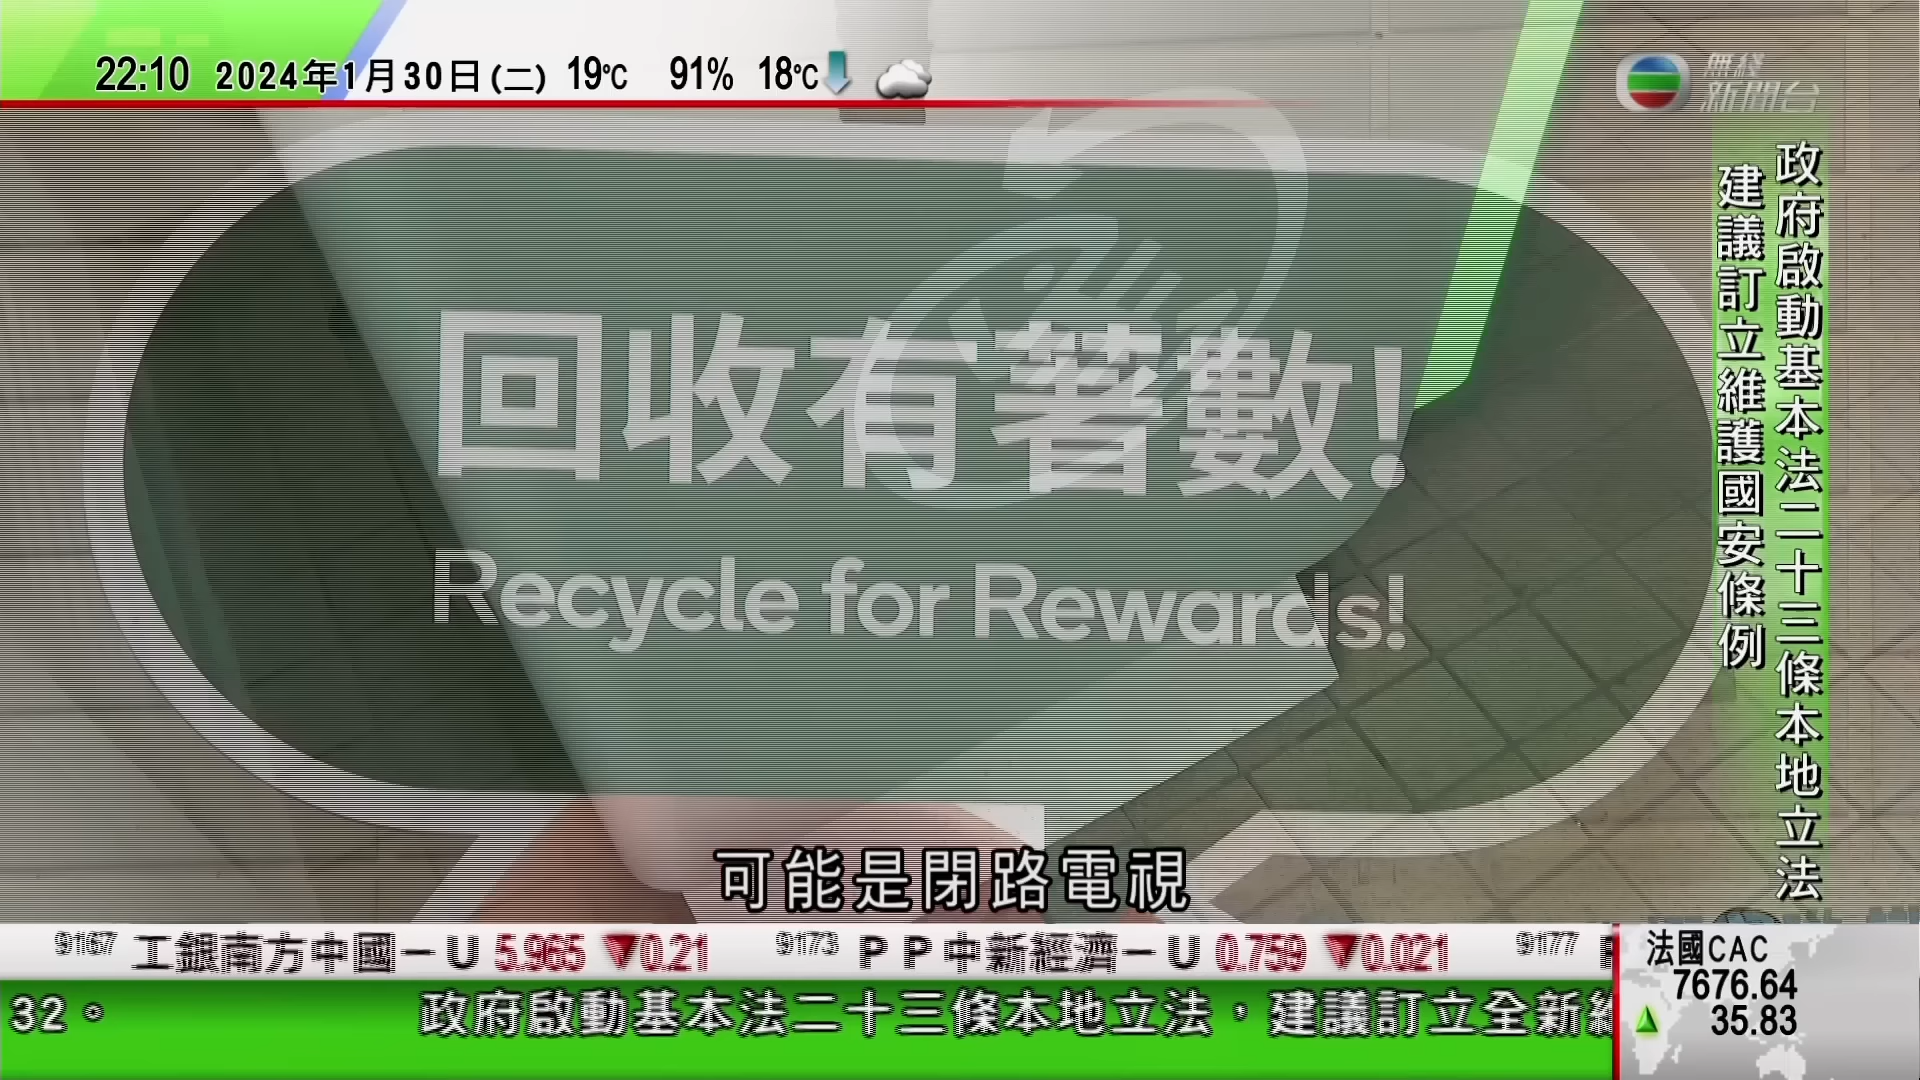 22:10 2024年1月30日(二) 19℃ 91% 18℃
無綫
新聞台
政府啟動基本法二十三條本地立法
建議訂立維護國安條例
回收有著數!
Recycle for Rewards!
可能是閉路電視
91167 工銀南方中國－U 5.965 ▼0.21 91173 PP中新經濟－U 0.759 ▼0.021 91177
32。 政府啟動基本法二十三條本地立法，建議訂立全新
法國CAC
7676.64
▲ 35.83